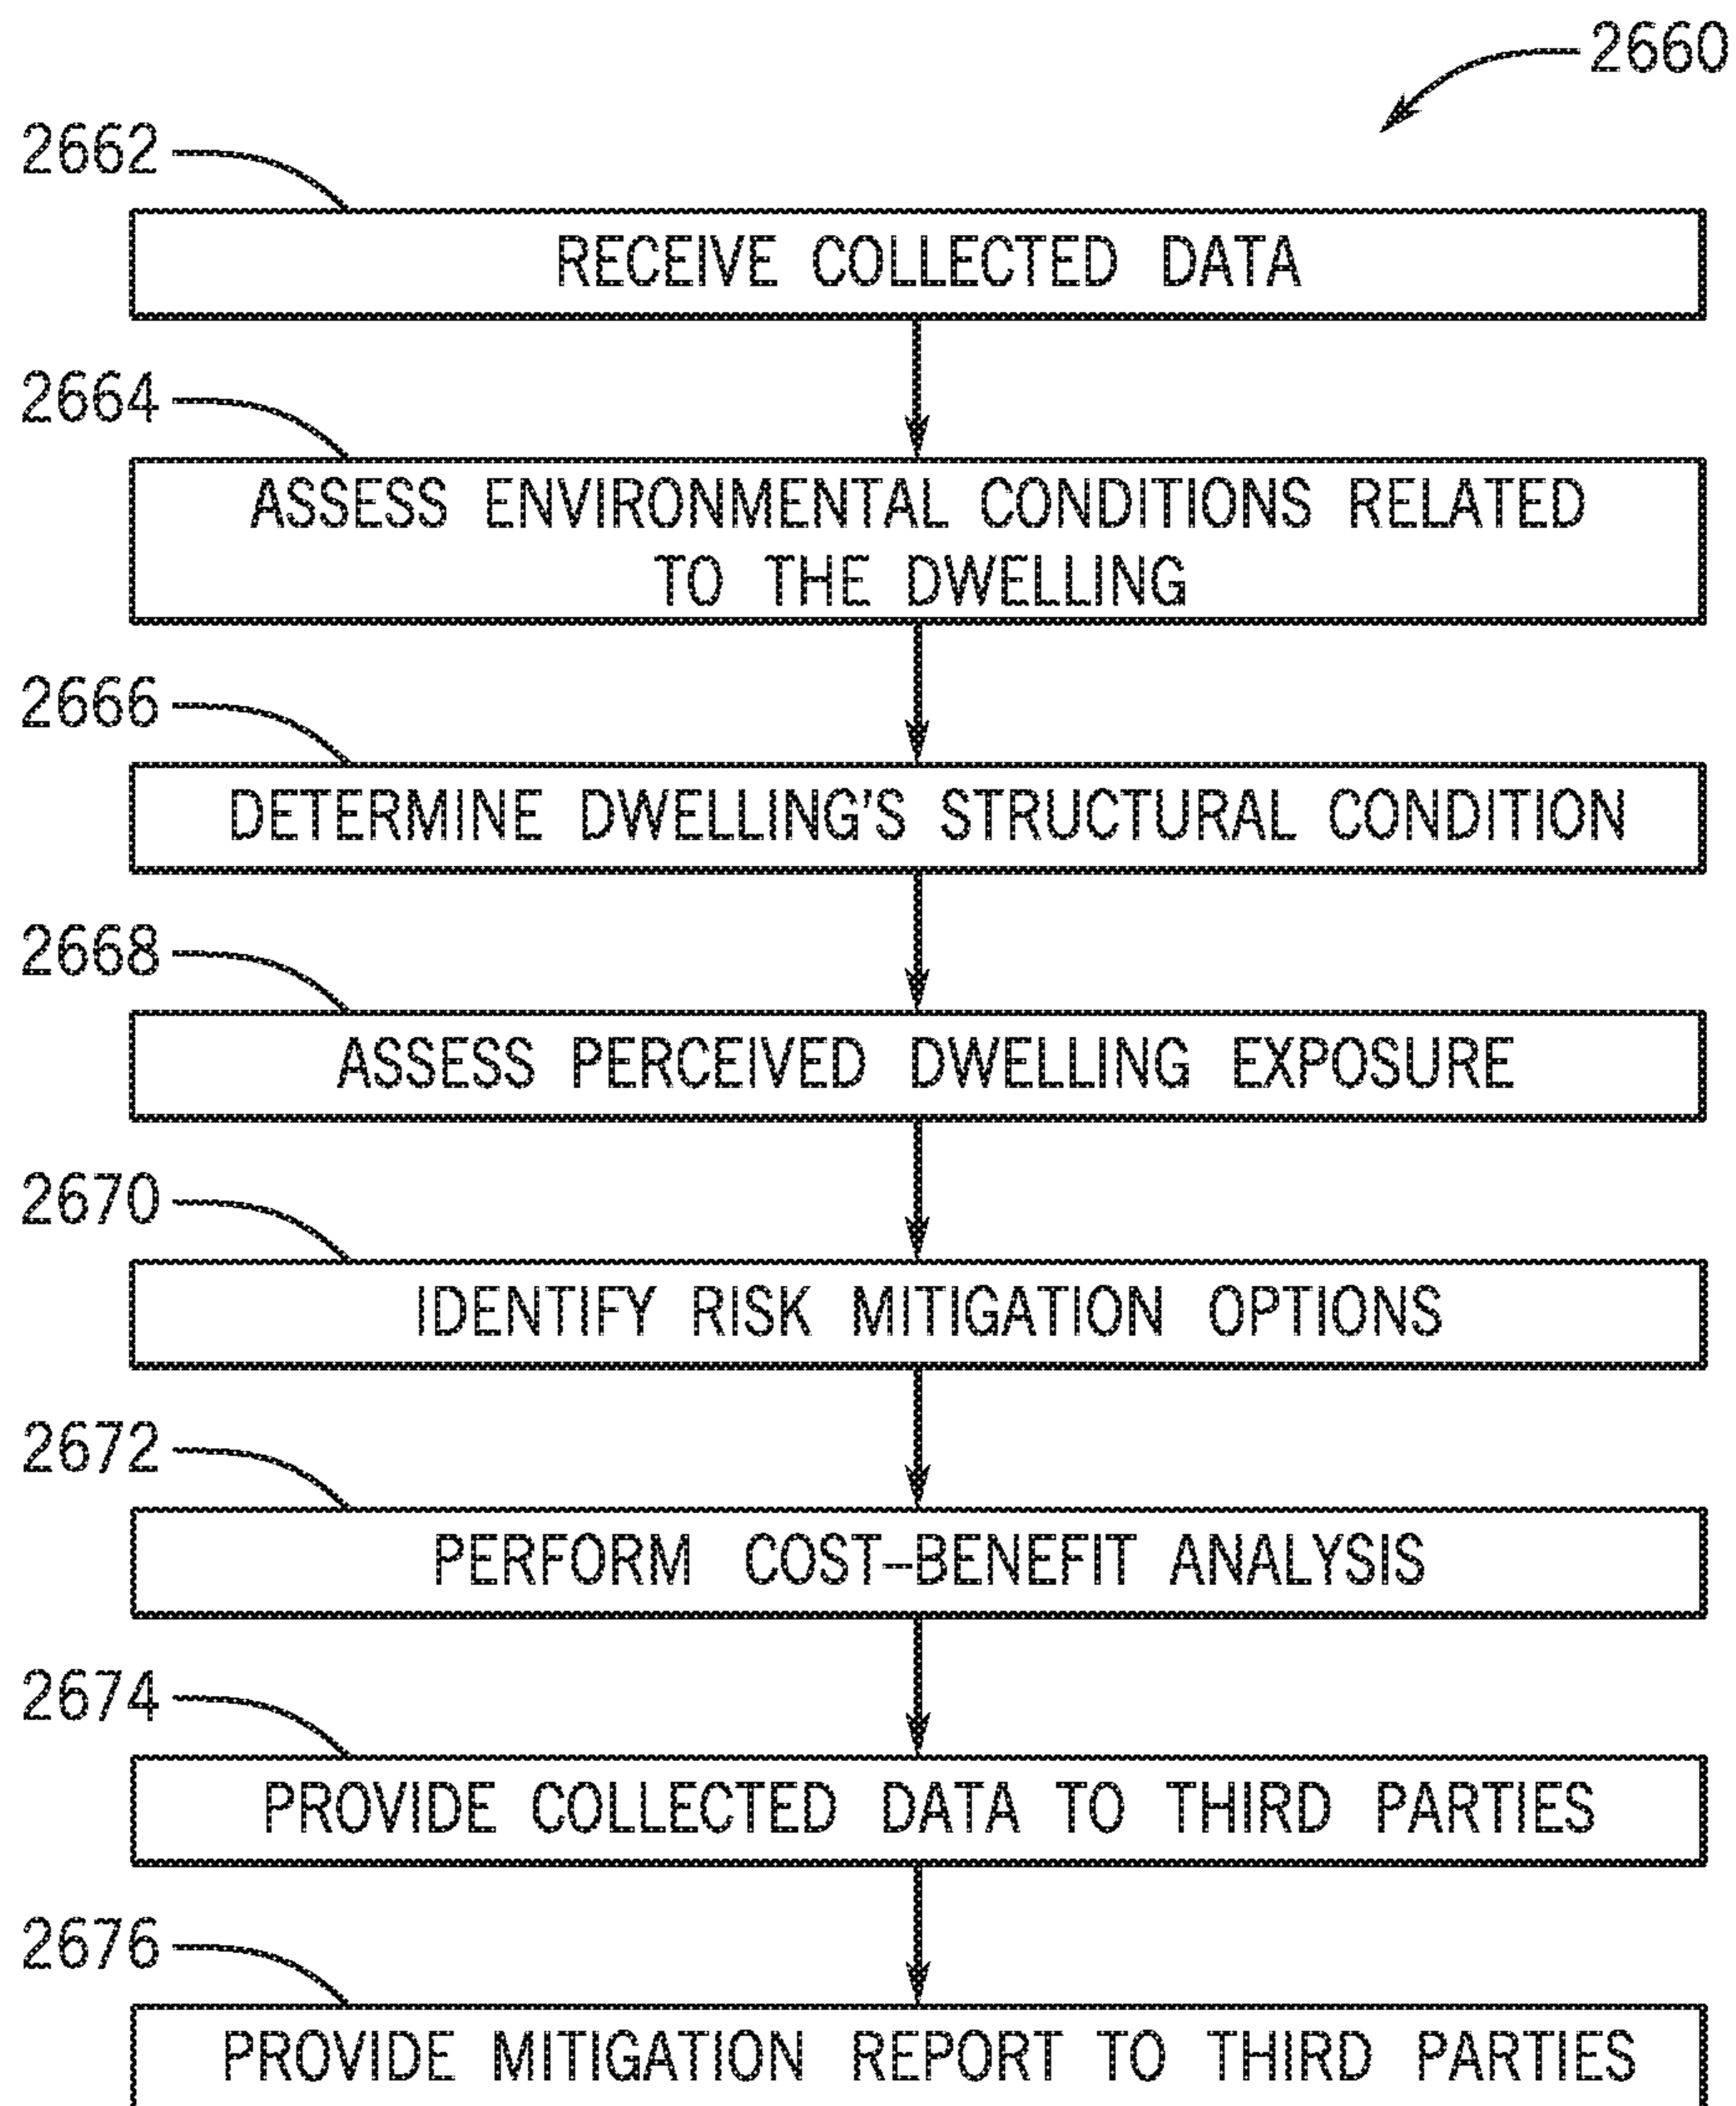 2660
2662
RECEIVE COLLECTED DATA
2664
ASSESS ENVIRONMENTAL CONDITIONS RELATED
TO THE DWELLING
2666
DETERMINE DWELLING'S STRUCTURAL CONDITION
2668
ASSESS PERCEIVED DWELLING EXPOSURE
2670
IDENTIFY RISK MITIGATION OPTIONS
2672
PERFORM COST–BENEFIT ANALYSIS
2674
PROVIDE COLLECTED DATA TO THIRD PARTIES
2676
PROVIDE MITIGATION REPORT TO THIRD PARTIES